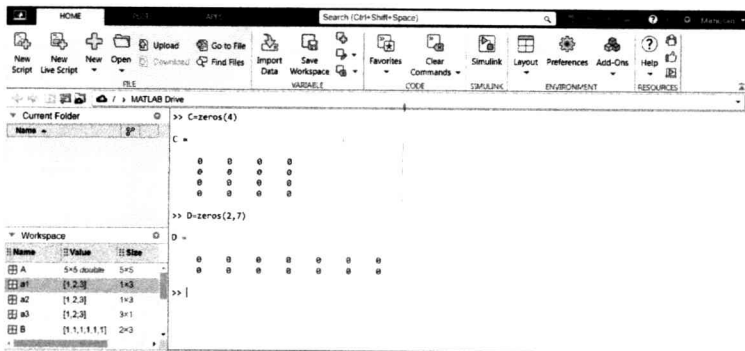 HOME PLOTS APPS Search (Ctrl+Shift+Space)
New Script
New Live Script
New
Open
Upload
Download
Go to File
Find Files
Import Data
Save Workspace
Favorites
Clear Commands
Simulink
Layout
Preferences
Add-Ons
Help
FILE VARIABLE CODE SIMULINK ENVIRONMENT RESOURCES
/ > MATLAB Drive
Current Folder
Name
>> C=zeros(4)
C =
0 0 0 0
0 0 0 0
0 0 0 0
0 0 0 0
>> D=zeros(2,7)
D =
0 0 0 0 0 0 0
0 0 0 0 0 0 0
>>
Workspace
Name Value Size
A 5×5 double 5×5
a1 [1,2,3] 1×3
a2 [1,2,3] 1×3
a3 [1;2;3] 3×1
B [1,1,1;1,1,1] 2×3